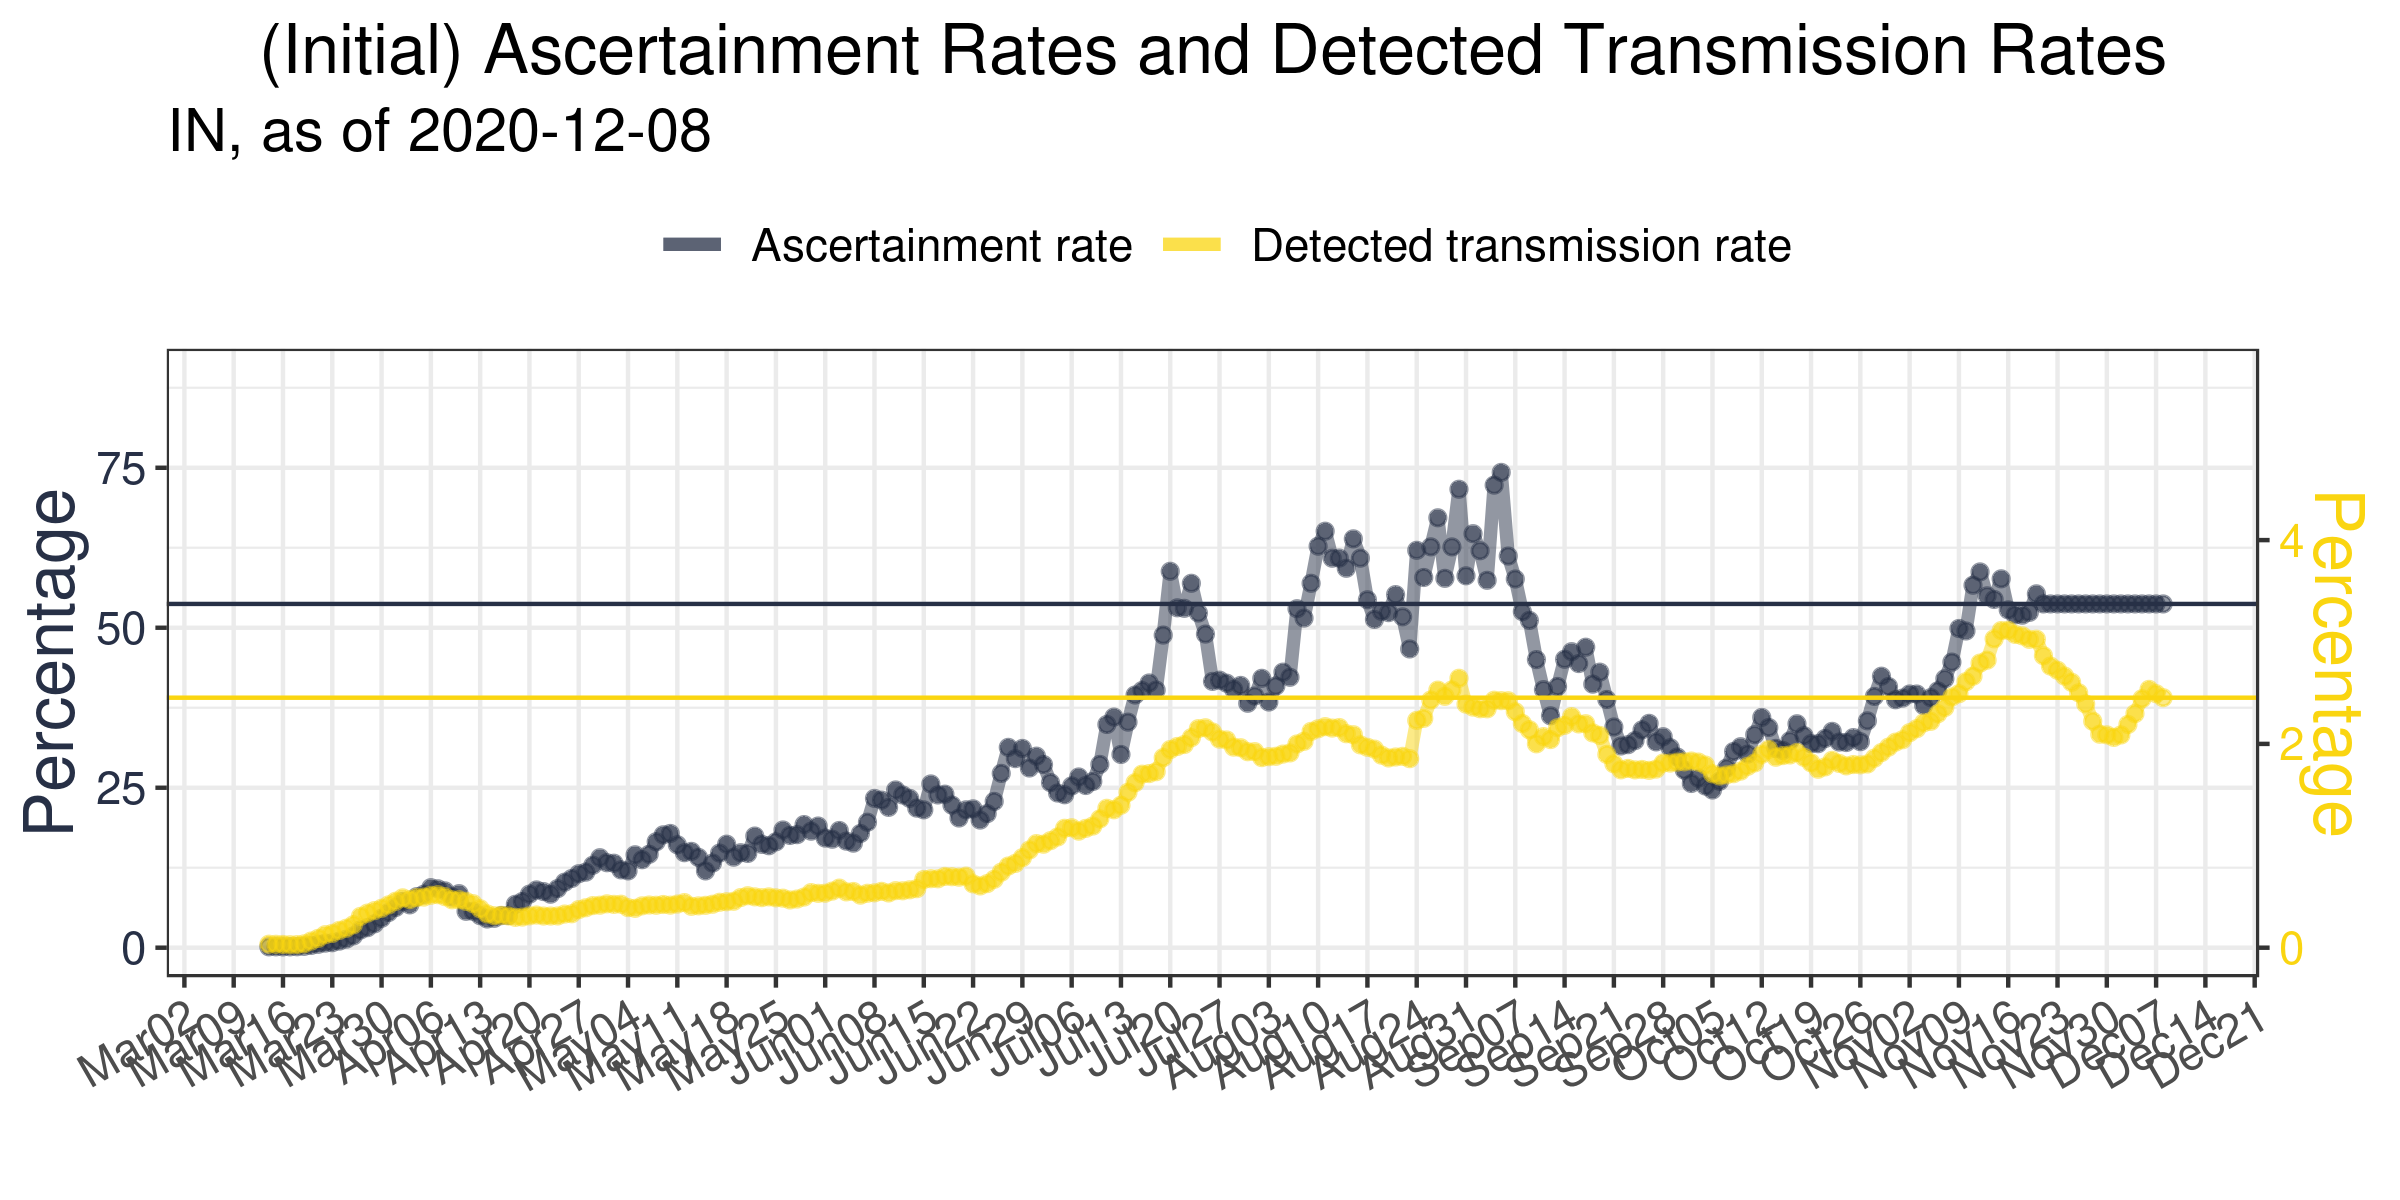 (Initial) Ascertainment Rates and Detected Transmission Rates
IN, as of 2020-12-08
Ascertainment rate
Detected transmission rate
Percentage
75
50
25
0
4
2
0
Percentage
Mar02
Mar09
Mar16
Mar23
Mar30
Apr06
Apr13
Apr20
Apr27
May04
May11
May18
May25
Jun01
Jun08
Jun15
Jun22
Jun29
Jul06
Jul13
Jul20
Jul27
Aug03
Aug10
Aug17
Aug24
Aug31
Sep07
Sep14
Sep21
Sep28
Oct05
Oct12
Oct19
Oct26
Nov02
Nov09
Nov16
Nov23
Nov30
Dec07
Dec14
Dec21